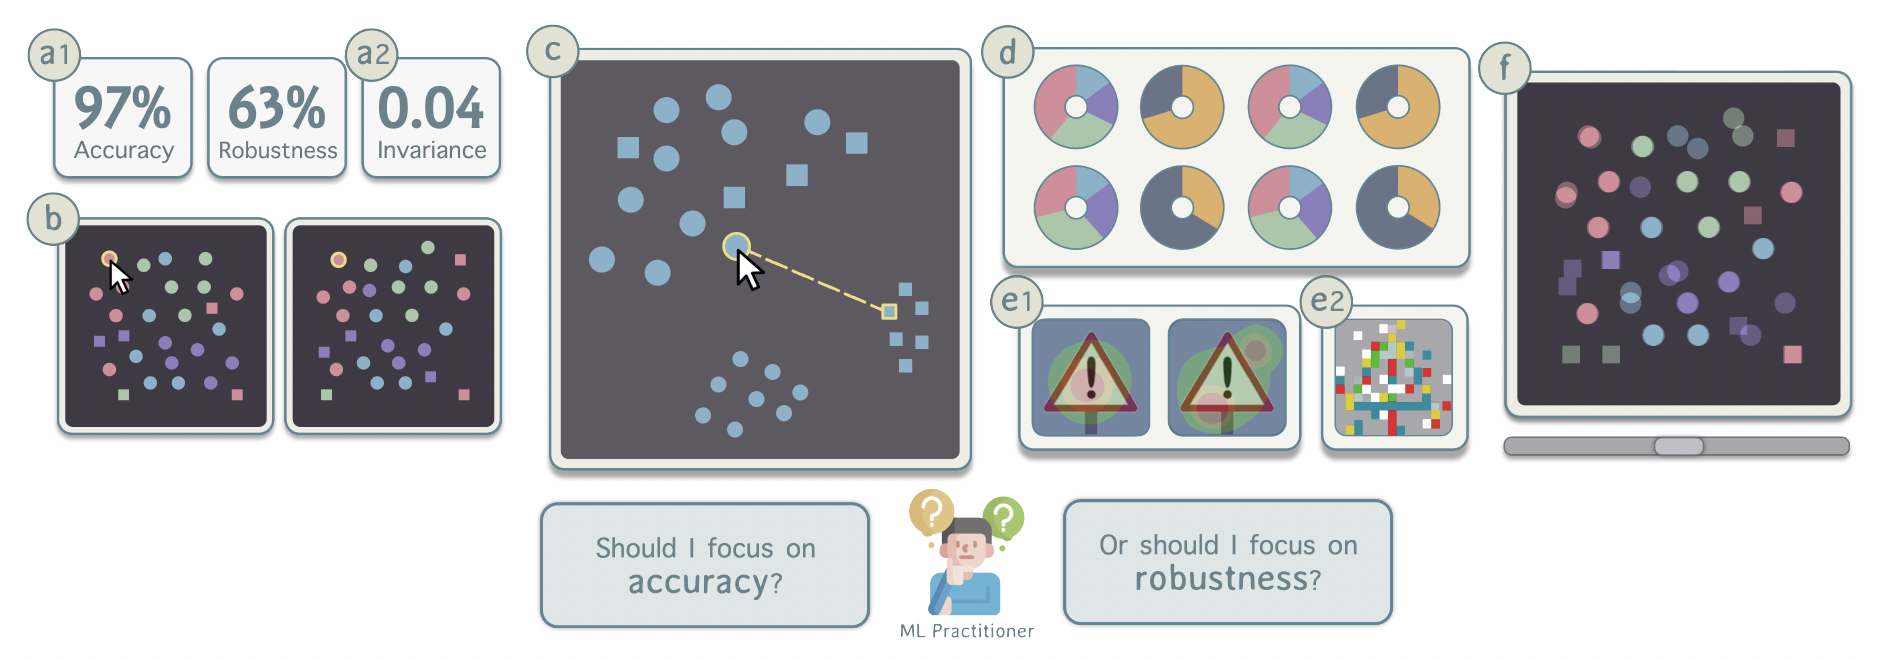 a1
97%
Accuracy
63%
Robustness
a2
0.04
Invariance
b
c
d
e1
e2
f
Should I focus on
accuracy?
? ?
ML Practitioner
Or should I focus on
robustness?
! !